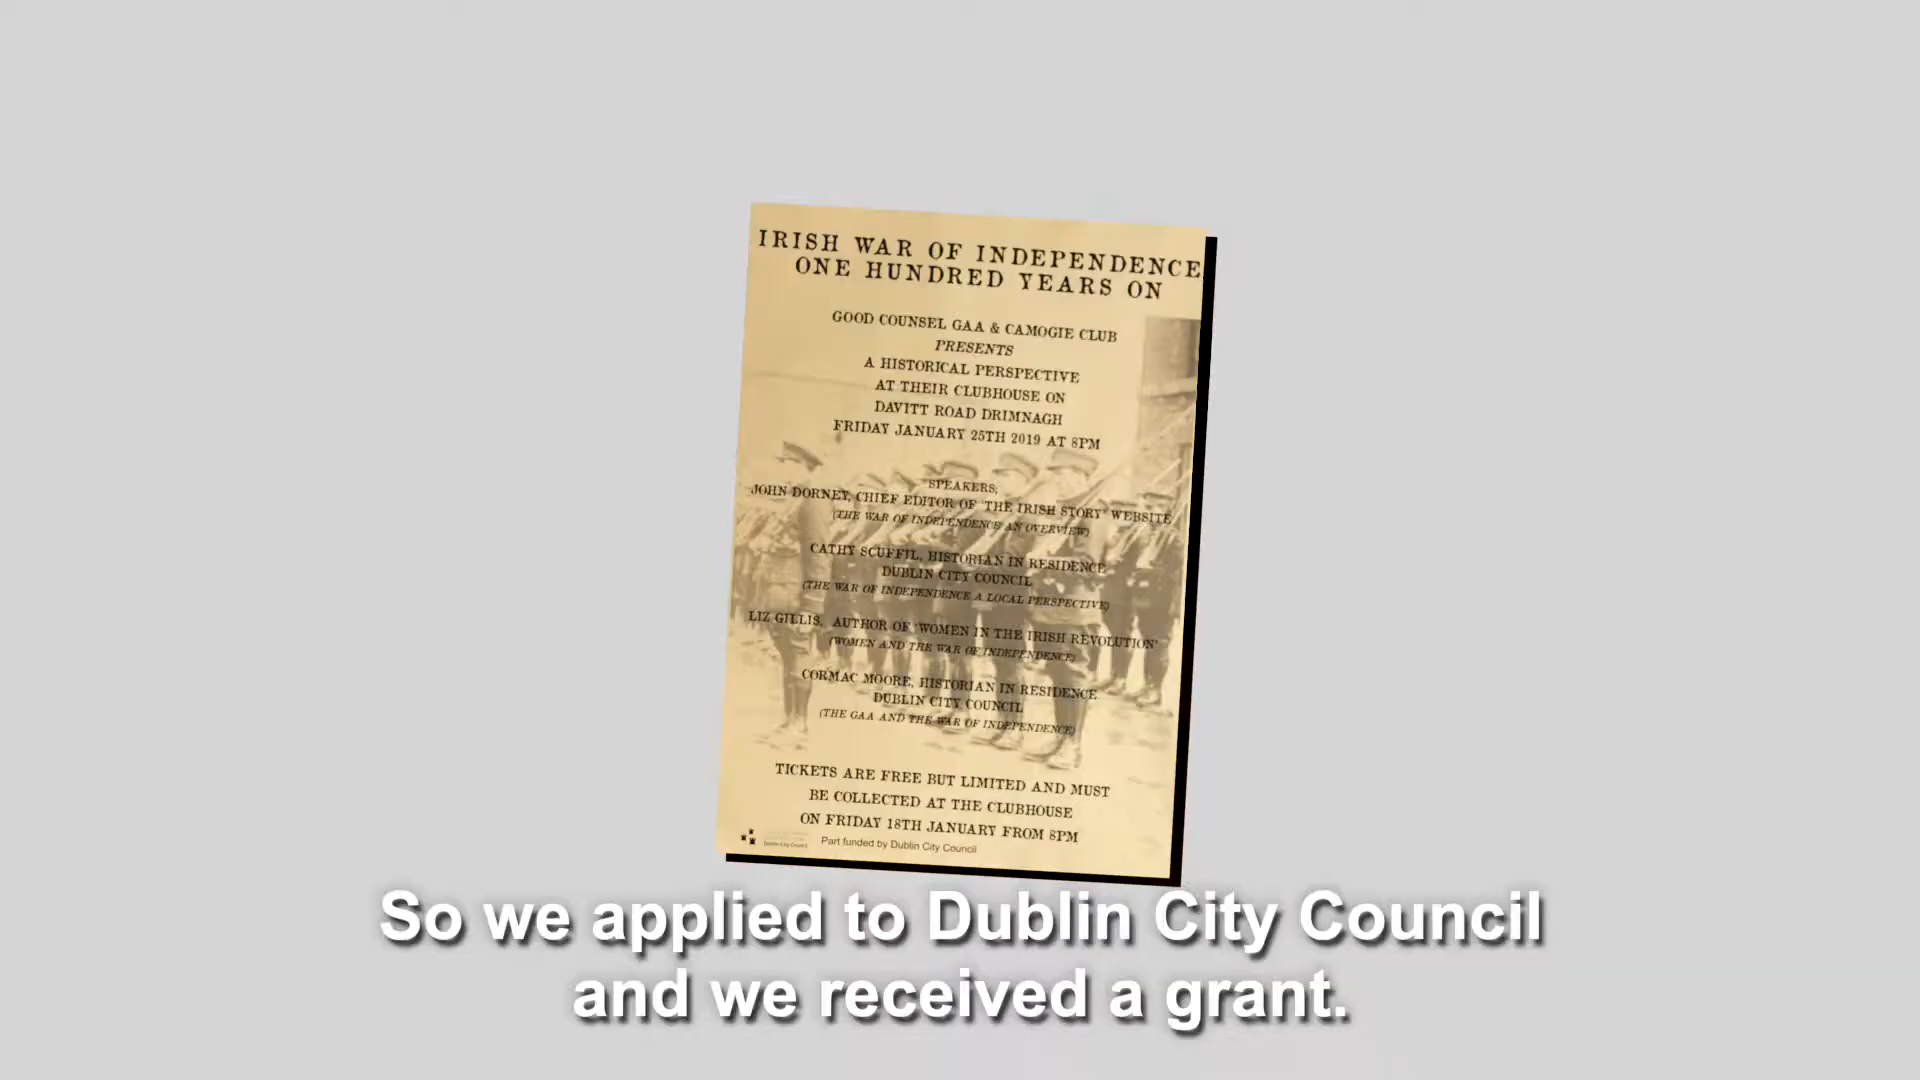 IRISH WAR OF INDEPENDENCE
ONE HUNDRED YEARS ON
GOOD COUNSEL GAA & CAMOGIE CLUB
PRESENTS
A HISTORICAL PERSPECTIVE
AT THEIR CLUBHOUSE ON
DAVITT ROAD DRIMNAGH
FRIDAY JANUARY 25TH 2019 AT 8PM
SPEAKERS;
JOHN DORNEY, CHIEF EDITOR OF 'THE IRISH STORY' WEBSITE
(THE WAR OF INDEPENDENCE AN OVERVIEW)
CATHY SCUFFIL, HISTORIAN IN RESIDENCE
DUBLIN CITY COUNCIL
(THE WAR OF INDEPENDENCE A LOCAL PERSPECTIVE)
LIZ GILLIS, AUTHOR OF 'WOMEN IN THE IRISH REVOLUTION'
(WOMEN AND THE WAR OF INDEPENDENCE)
CORMAC MOORE, HISTORIAN IN RESIDENCE
DUBLIN CITY COUNCIL
(THE GAA AND THE WAR OF INDEPENDENCE)
TICKETS ARE FREE BUT LIMITED AND MUST
BE COLLECTED AT THE CLUBHOUSE
ON FRIDAY 18TH JANUARY FROM 8PM
Dublin City Council
Part funded by Dublin City Council
So we applied to Dublin City Council
and we received a grant.